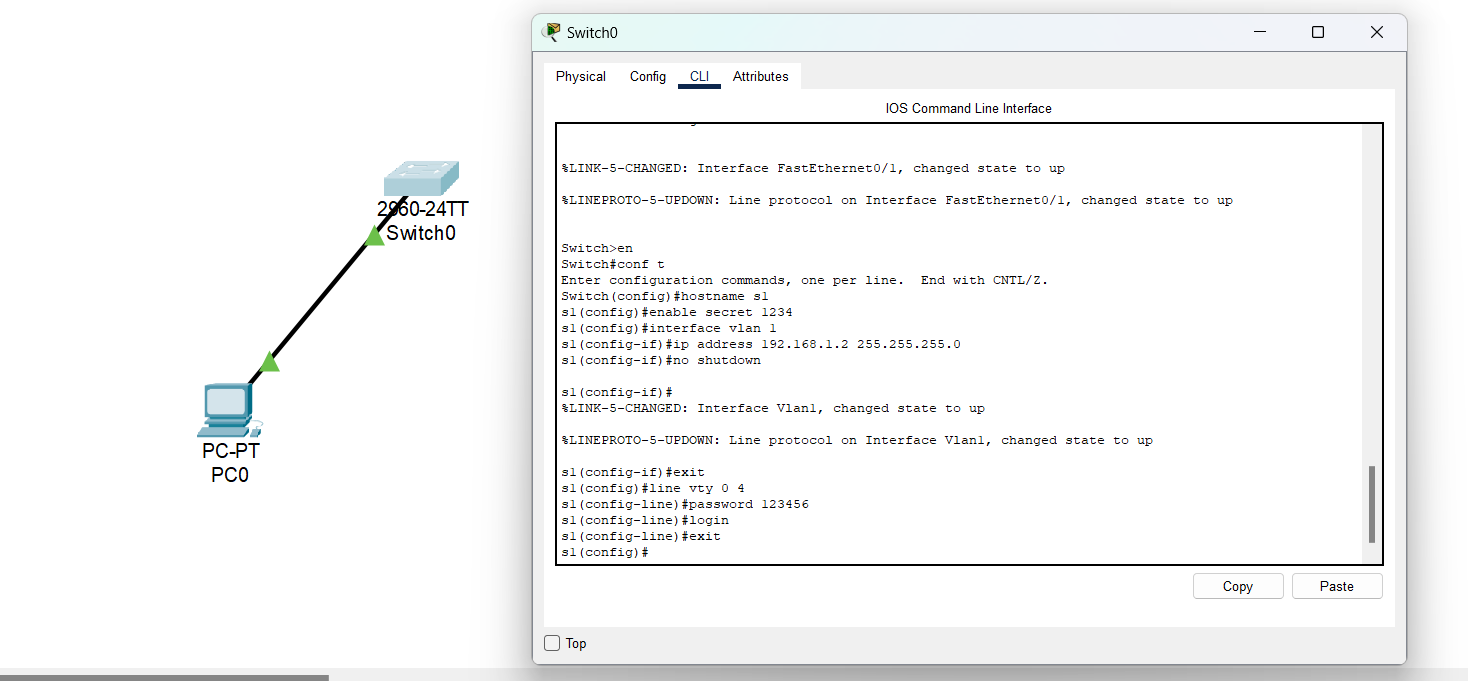 Switch0
Physical Config CLI Attributes
IOS Command Line Interface
%LINK-5-CHANGED: Interface FastEthernet0/1, changed state to up
%LINEPROTO-5-UPDOWN: Line protocol on Interface FastEthernet0/1, changed state to up
Switch>en
Switch#conf t
Enter configuration commands, one per line.  End with CNTL/Z.
Switch(config)#hostname s1
s1(config)#enable secret 1234
s1(config)#interface vlan 1
s1(config-if)#ip address 192.168.1.2 255.255.255.0
s1(config-if)#no shutdown
s1(config-if)#
%LINK-5-CHANGED: Interface Vlan1, changed state to up
%LINEPROTO-5-UPDOWN: Line protocol on Interface Vlan1, changed state to up
s1(config-if)#exit
s1(config)#line vty 0 4
s1(config-line)#password 123456
s1(config-line)#login
s1(config-line)#exit
s1(config)#
Copy Paste
Top
2960-24TT
Switch0
PC-PT
PC0